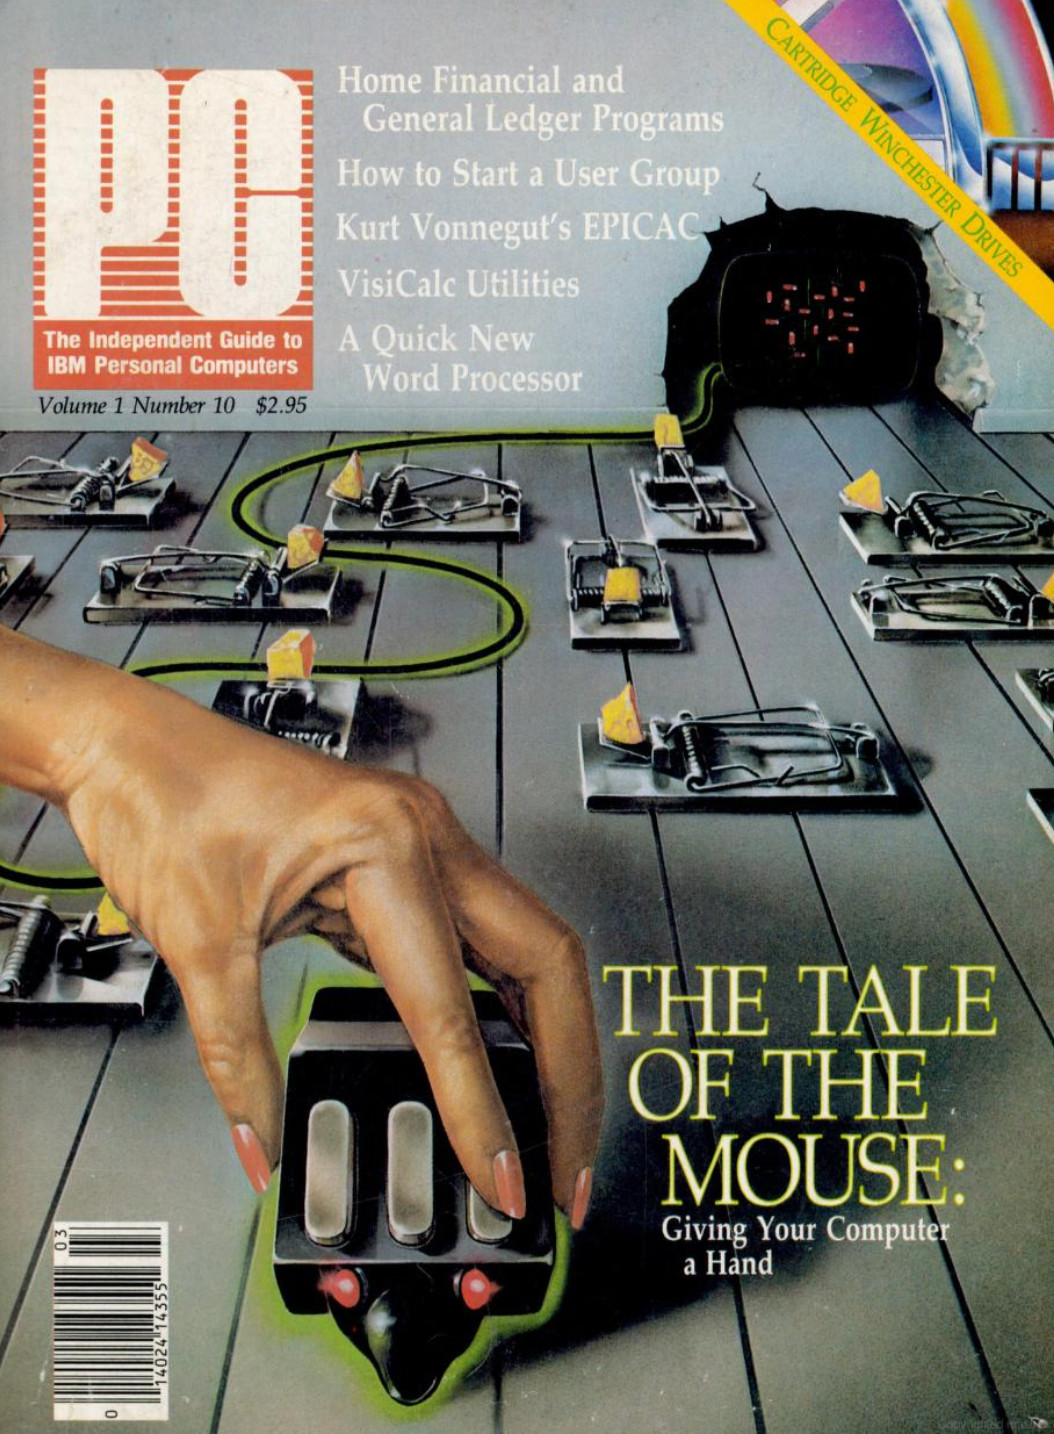 CARTRIDGE WINCHESTER DRIVES
PC
The Independent Guide to
IBM Personal Computers
Volume 1 Number 10 $2.95
Home Financial and
General Ledger Programs
How to Start a User Group
Kurt Vonnegut's EPICAC
VisiCalc Utilities
A Quick New
Word Processor
THE TALE
OF THE
MOUSE:
Giving Your Computer
a Hand
03
0
14024 14355